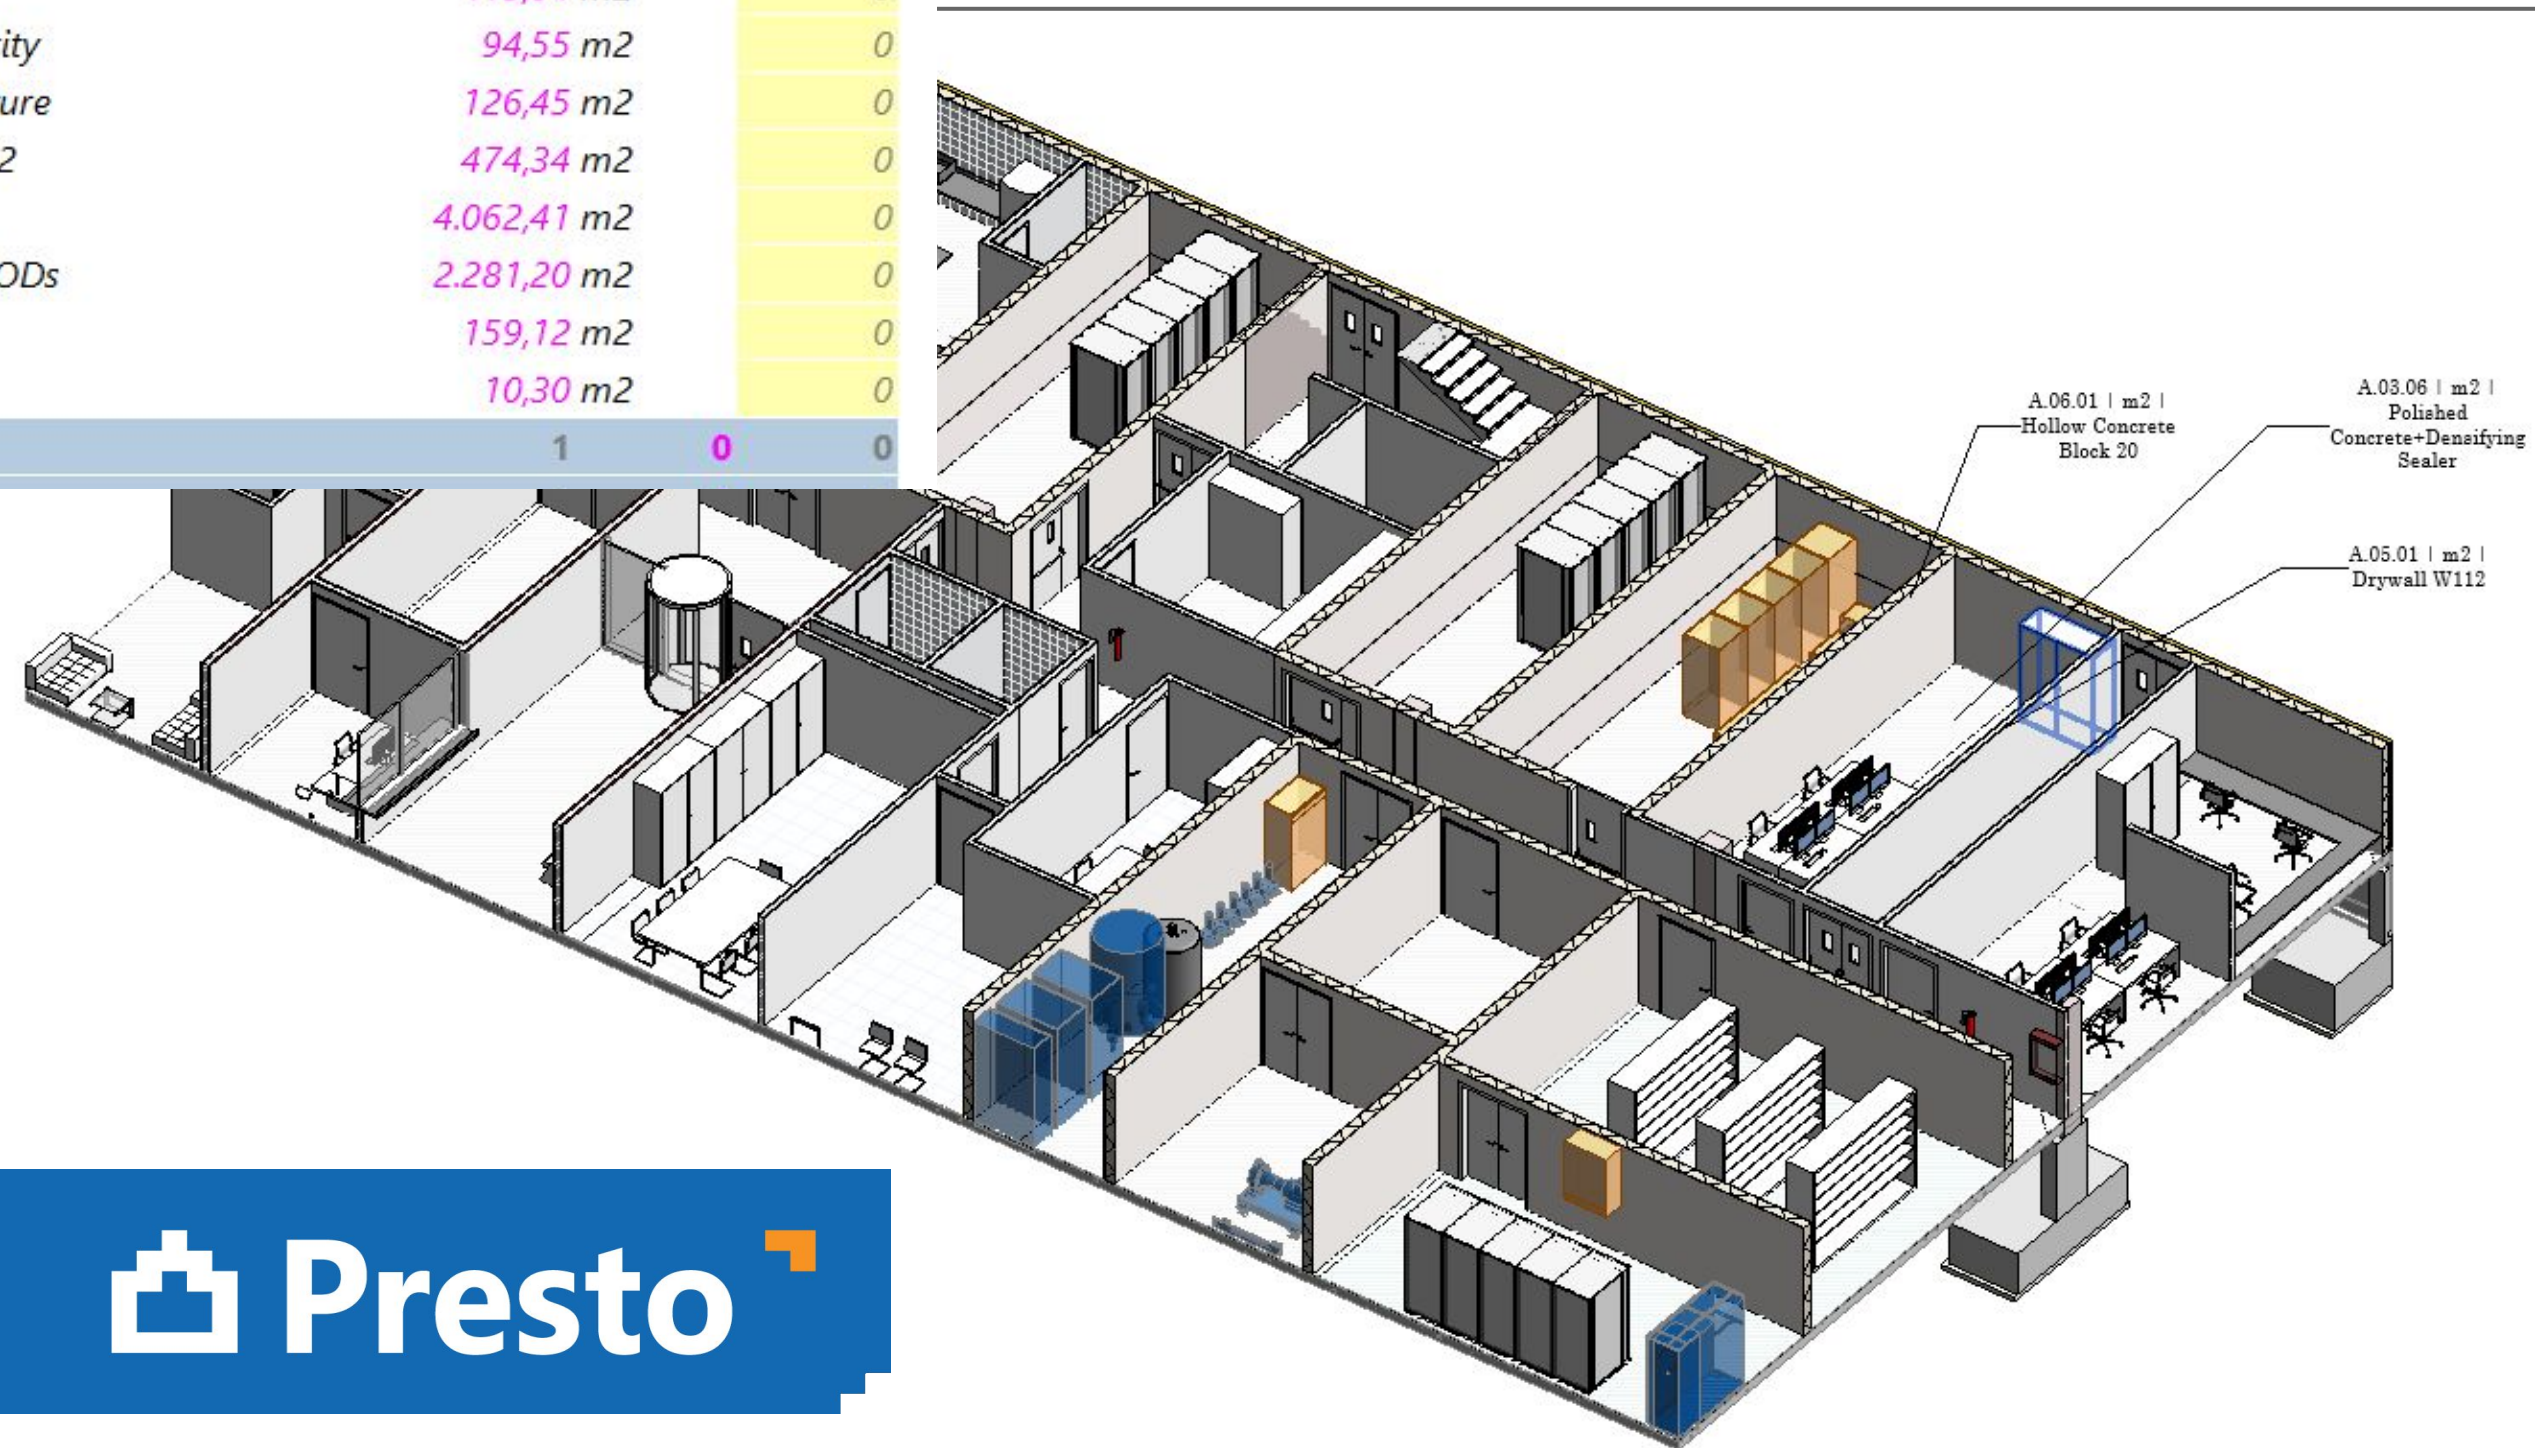 ity 94,55 m2 0
ure 126,45 m2 0
2 474,34 m2 0
4.062,41 m2 0
ODs 2.281,20 m2 0
159,12 m2 0
10,30 m2 0
1 0 0
A.06.01 | m2 |
Hollow Concrete
Block 20
A.03.06 | m2 |
Polished
Concrete+Densifying
Sealer
A.05.01 | m2 |
Drywall W112
Presto